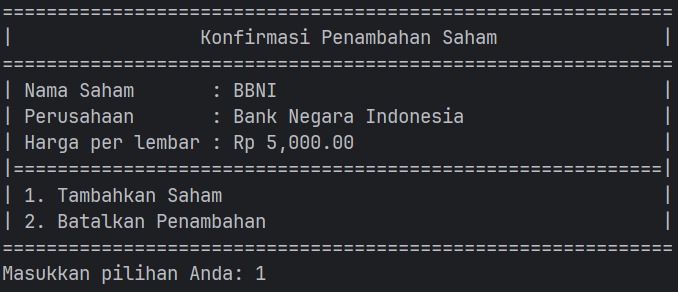 =============================================================
|                 Konfirmasi Penambahan Saham               |
=============================================================
| Nama Saham       : BBNI                                   |
| Perusahaan       : Bank Negara Indonesia                  |
| Harga per lembar : Rp 5,000.00                            |
|===========================================================|
| 1. Tambahkan Saham                                        |
| 2. Batalkan Penambahan                                    |
=============================================================
Masukkan pilihan Anda: 1